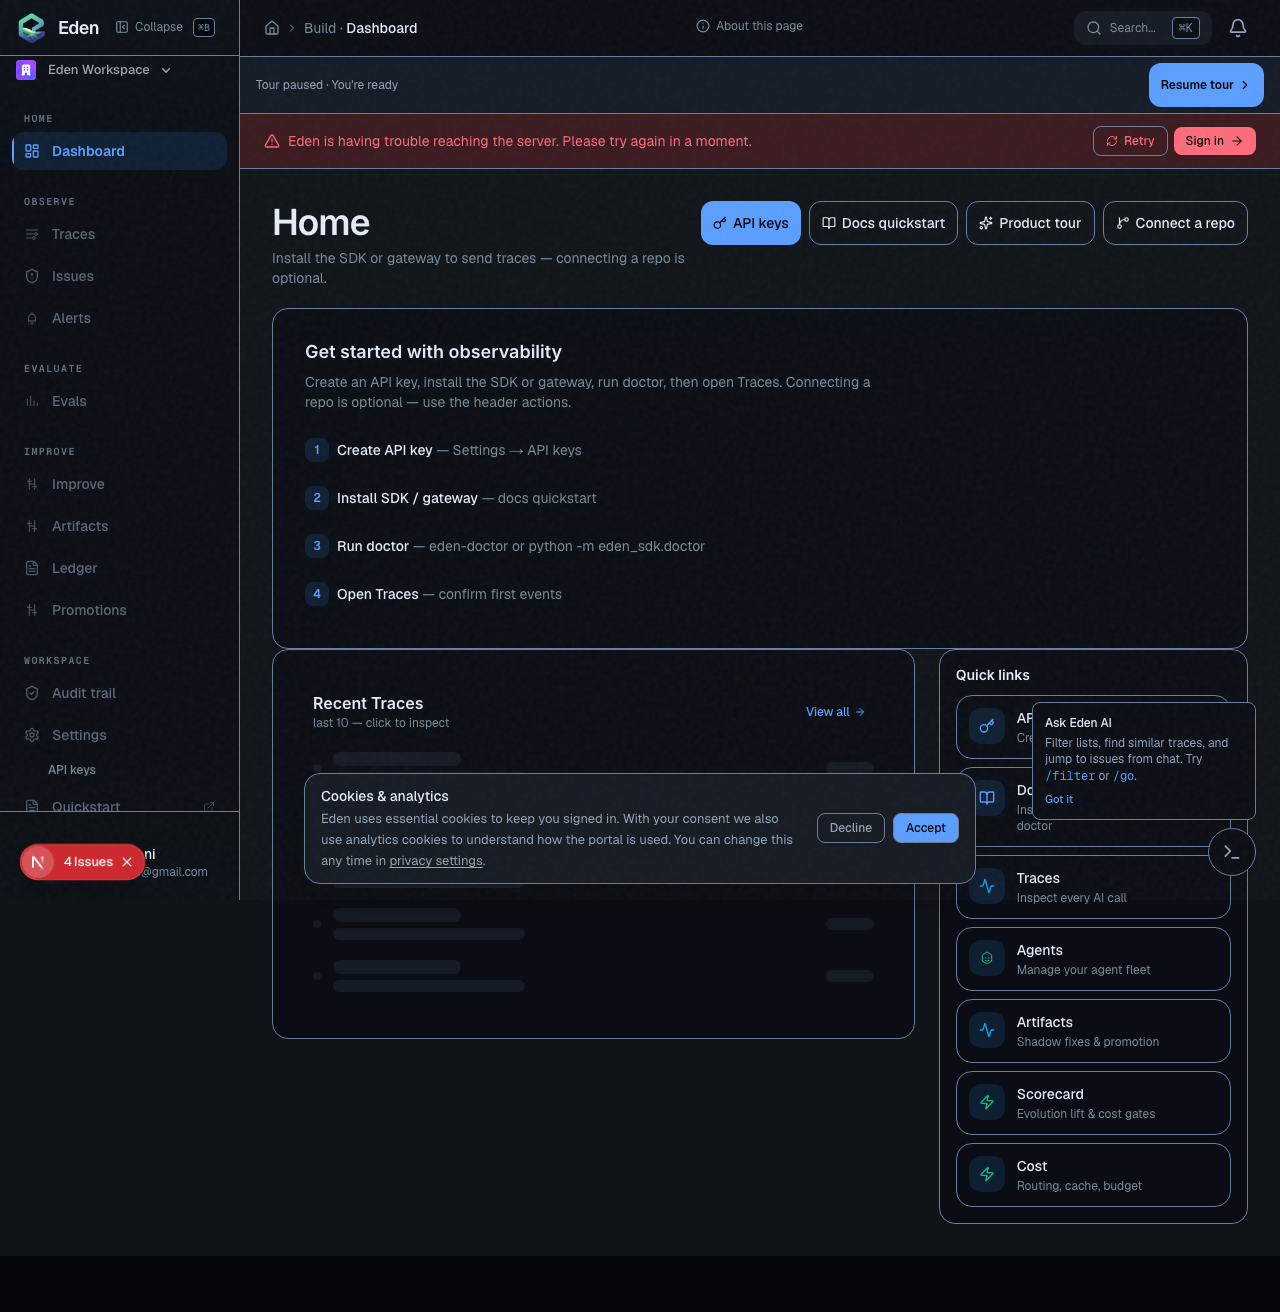 Eden
Collapse
⌘B
Build · Dashboard
About this page
Search...
⌘K
Eden Workspace
HOME
Dashboard
OBSERVE
Traces
Issues
Alerts
EVALUATE
Evals
IMPROVE
Improve
Artifacts
Ledger
Promotions
WORKSPACE
Audit trail
Settings
API keys
Quickstart
ni
@gmail.com
4 Issues
Tour paused · You're ready
Resume tour
Eden is having trouble reaching the server. Please try again in a moment.
Retry
Sign in
Home
Install the SDK or gateway to send traces — connecting a repo is
optional.
API keys
Docs quickstart
Product tour
Connect a repo
Get started with observability
Create an API key, install the SDK or gateway, run doctor, then open Traces. Connecting a
repo is optional — use the header actions.
1 Create API key — Settings → API keys
2 Install SDK / gateway — docs quickstart
3 Run doctor — eden-doctor or python -m eden_sdk.doctor
4 Open Traces — confirm first events
Recent Traces
last 10 — click to inspect
View all
Cookies & analytics
Eden uses essential cookies to keep you signed in. With your consent we also
use analytics cookies to understand how the portal is used. You can change this
any time in privacy settings.
Decline
Accept
Quick links
Ask Eden AI
Filter lists, find similar traces, and
jump to issues from chat. Try
/filter or /go.
Got it
doctor
Traces
Inspect every AI call
Agents
Manage your agent fleet
Artifacts
Shadow fixes & promotion
Scorecard
Evolution lift & cost gates
Cost
Routing, cache, budget